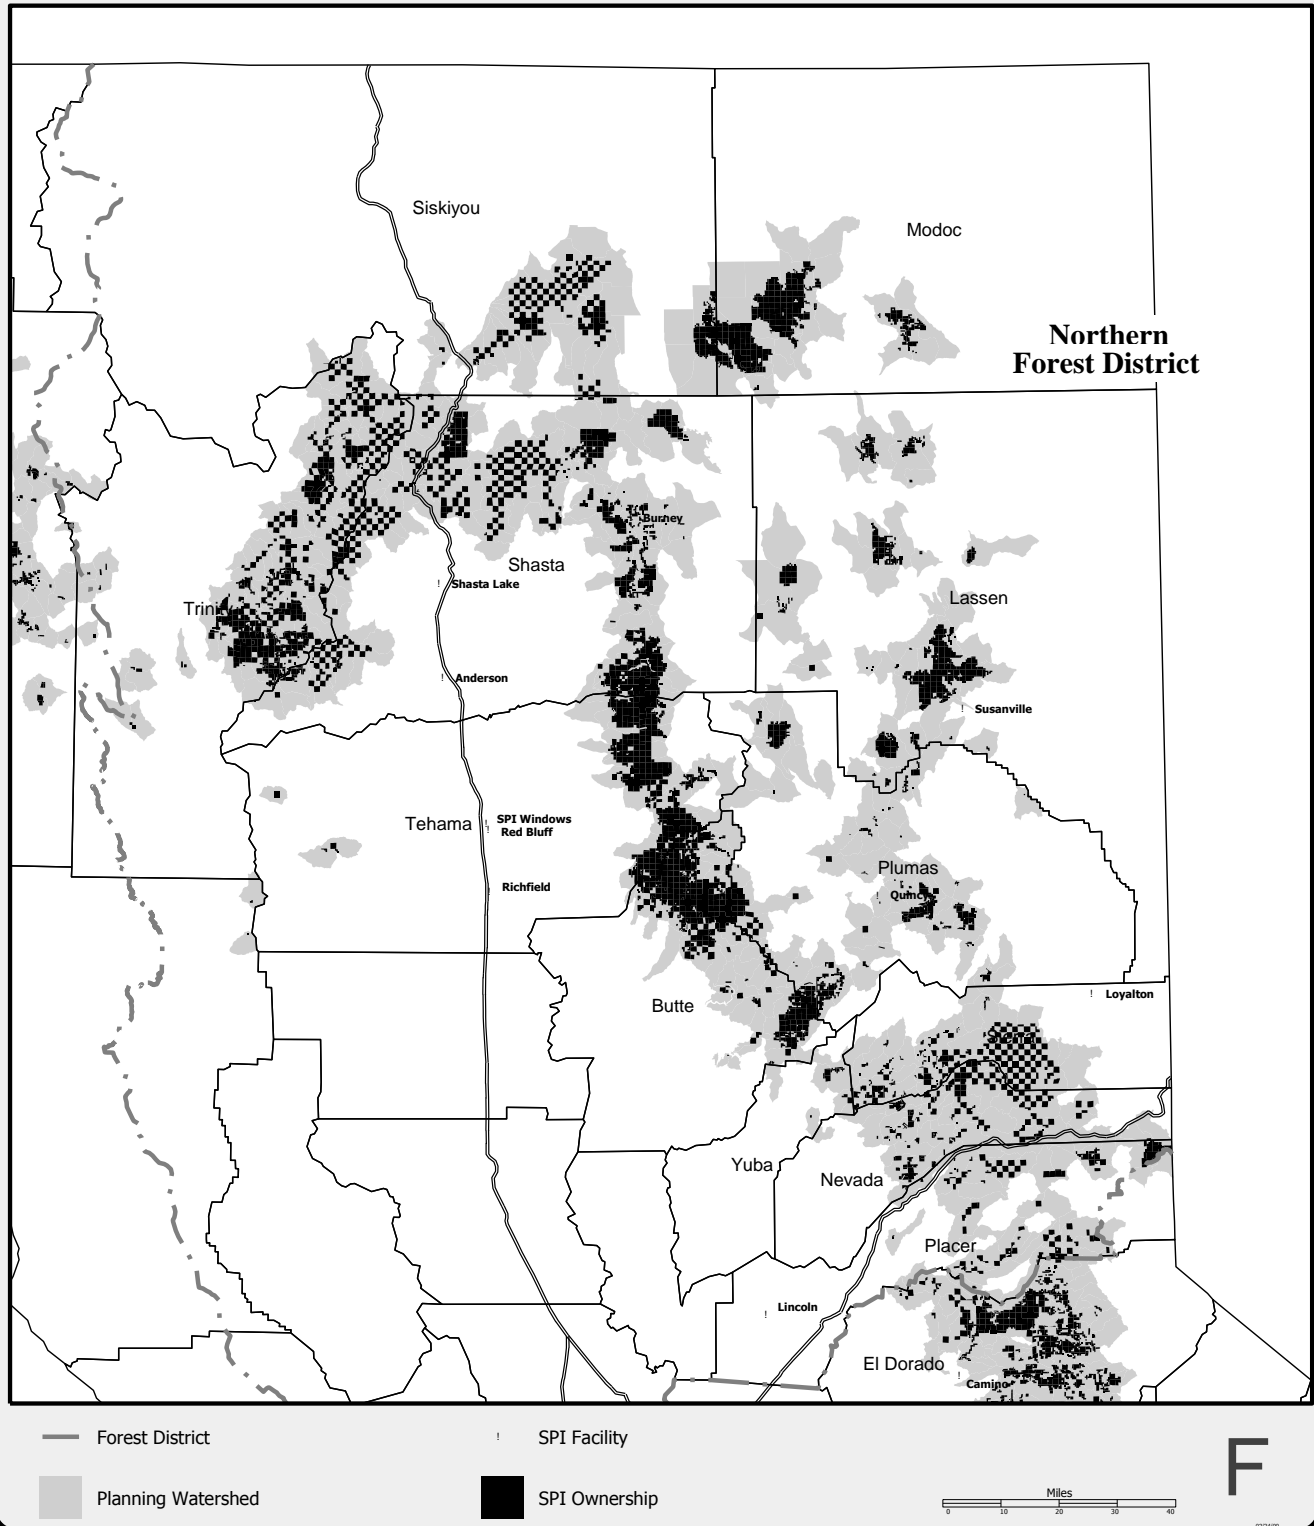 Siskiyou
Modoc
Northern
Forest District
Burney
Shasta
Shasta Lake
Lassen
Trinity
Anderson
Susanville
Tehama
SPI Windows
Red Bluff
Richfield
Plumas
Quincy
Butte
Loyalton
Yuba
Nevada
Placer
Lincoln
El Dorado
Camino
Forest District
! SPI Facility
F
Planning Watershed
SPI Ownership
Miles
0 10 20 30 40